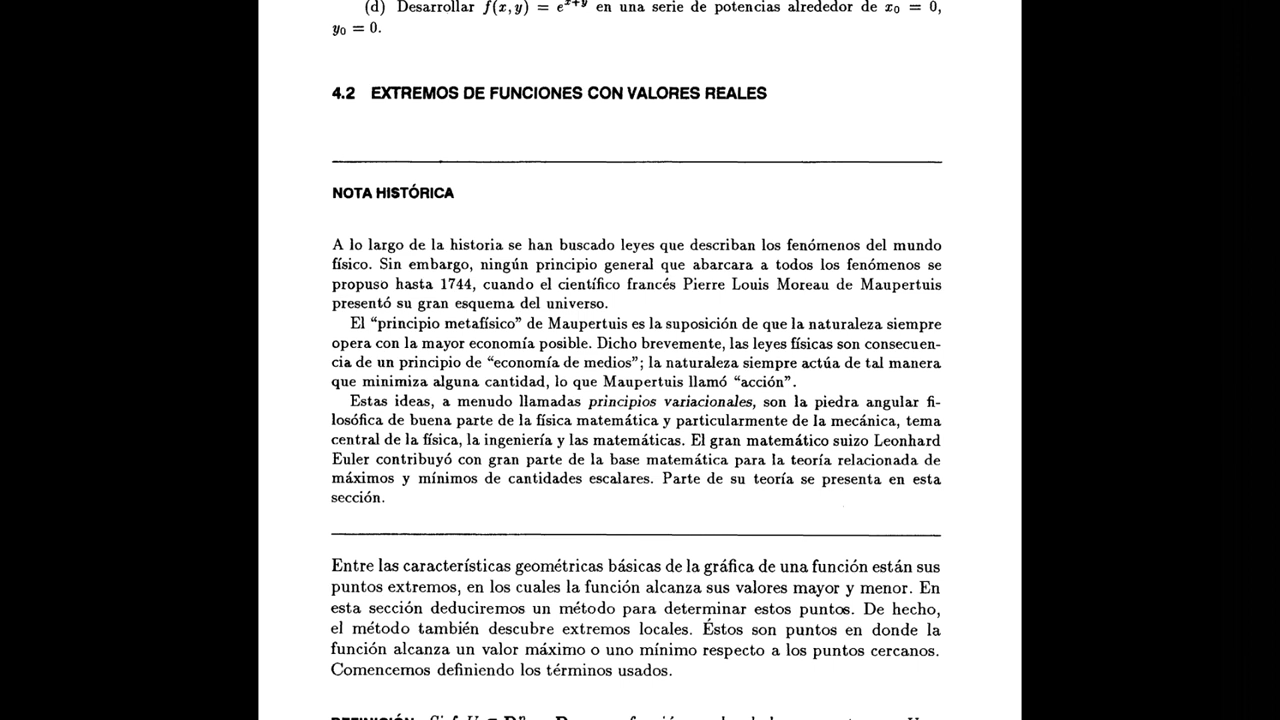 (d) Desarrollar f(x, y) = e^{x+y} en una serie de potencias alrededor de x₀ = 0,
y₀ = 0.
4.2 EXTREMOS DE FUNCIONES CON VALORES REALES
NOTA HISTÓRICA
A lo largo de la historia se han buscado leyes que describan los fenómenos del mundo
físico. Sin embargo, ningún principio general que abarcara a todos los fenómenos se
propuso hasta 1744, cuando el científico francés Pierre Louis Moreau de Maupertuis
presentó su gran esquema del universo.
El “principio metafísico” de Maupertuis es la suposición de que la naturaleza siempre
opera con la mayor economía posible. Dicho brevemente, las leyes físicas son consecuen-
cia de un principio de “economía de medios”; la naturaleza siempre actúa de tal manera
que minimiza alguna cantidad, lo que Maupertuis llamó “acción”.
Estas ideas, a menudo llamadas principios variacionales, son la piedra angular fi-
losófica de buena parte de la física matemática y particularmente de la mecánica, tema
central de la física, la ingeniería y las matemáticas. El gran matemático suizo Leonhard
Euler contribuyó con gran parte de la base matemática para la teoría relacionada de
máximos y mínimos de cantidades escalares. Parte de su teoría se presenta en esta
sección.
Entre las características geométricas básicas de la gráfica de una función están sus
puntos extremos, en los cuales la función alcanza sus valores mayor y menor. En
esta sección deduciremos un método para determinar estos puntos. De hecho,
el método también descubre extremos locales. Éstos son puntos en donde la
función alcanza un valor máximo o uno mínimo respecto a los puntos cercanos.
Comencemos definiendo los términos usados.